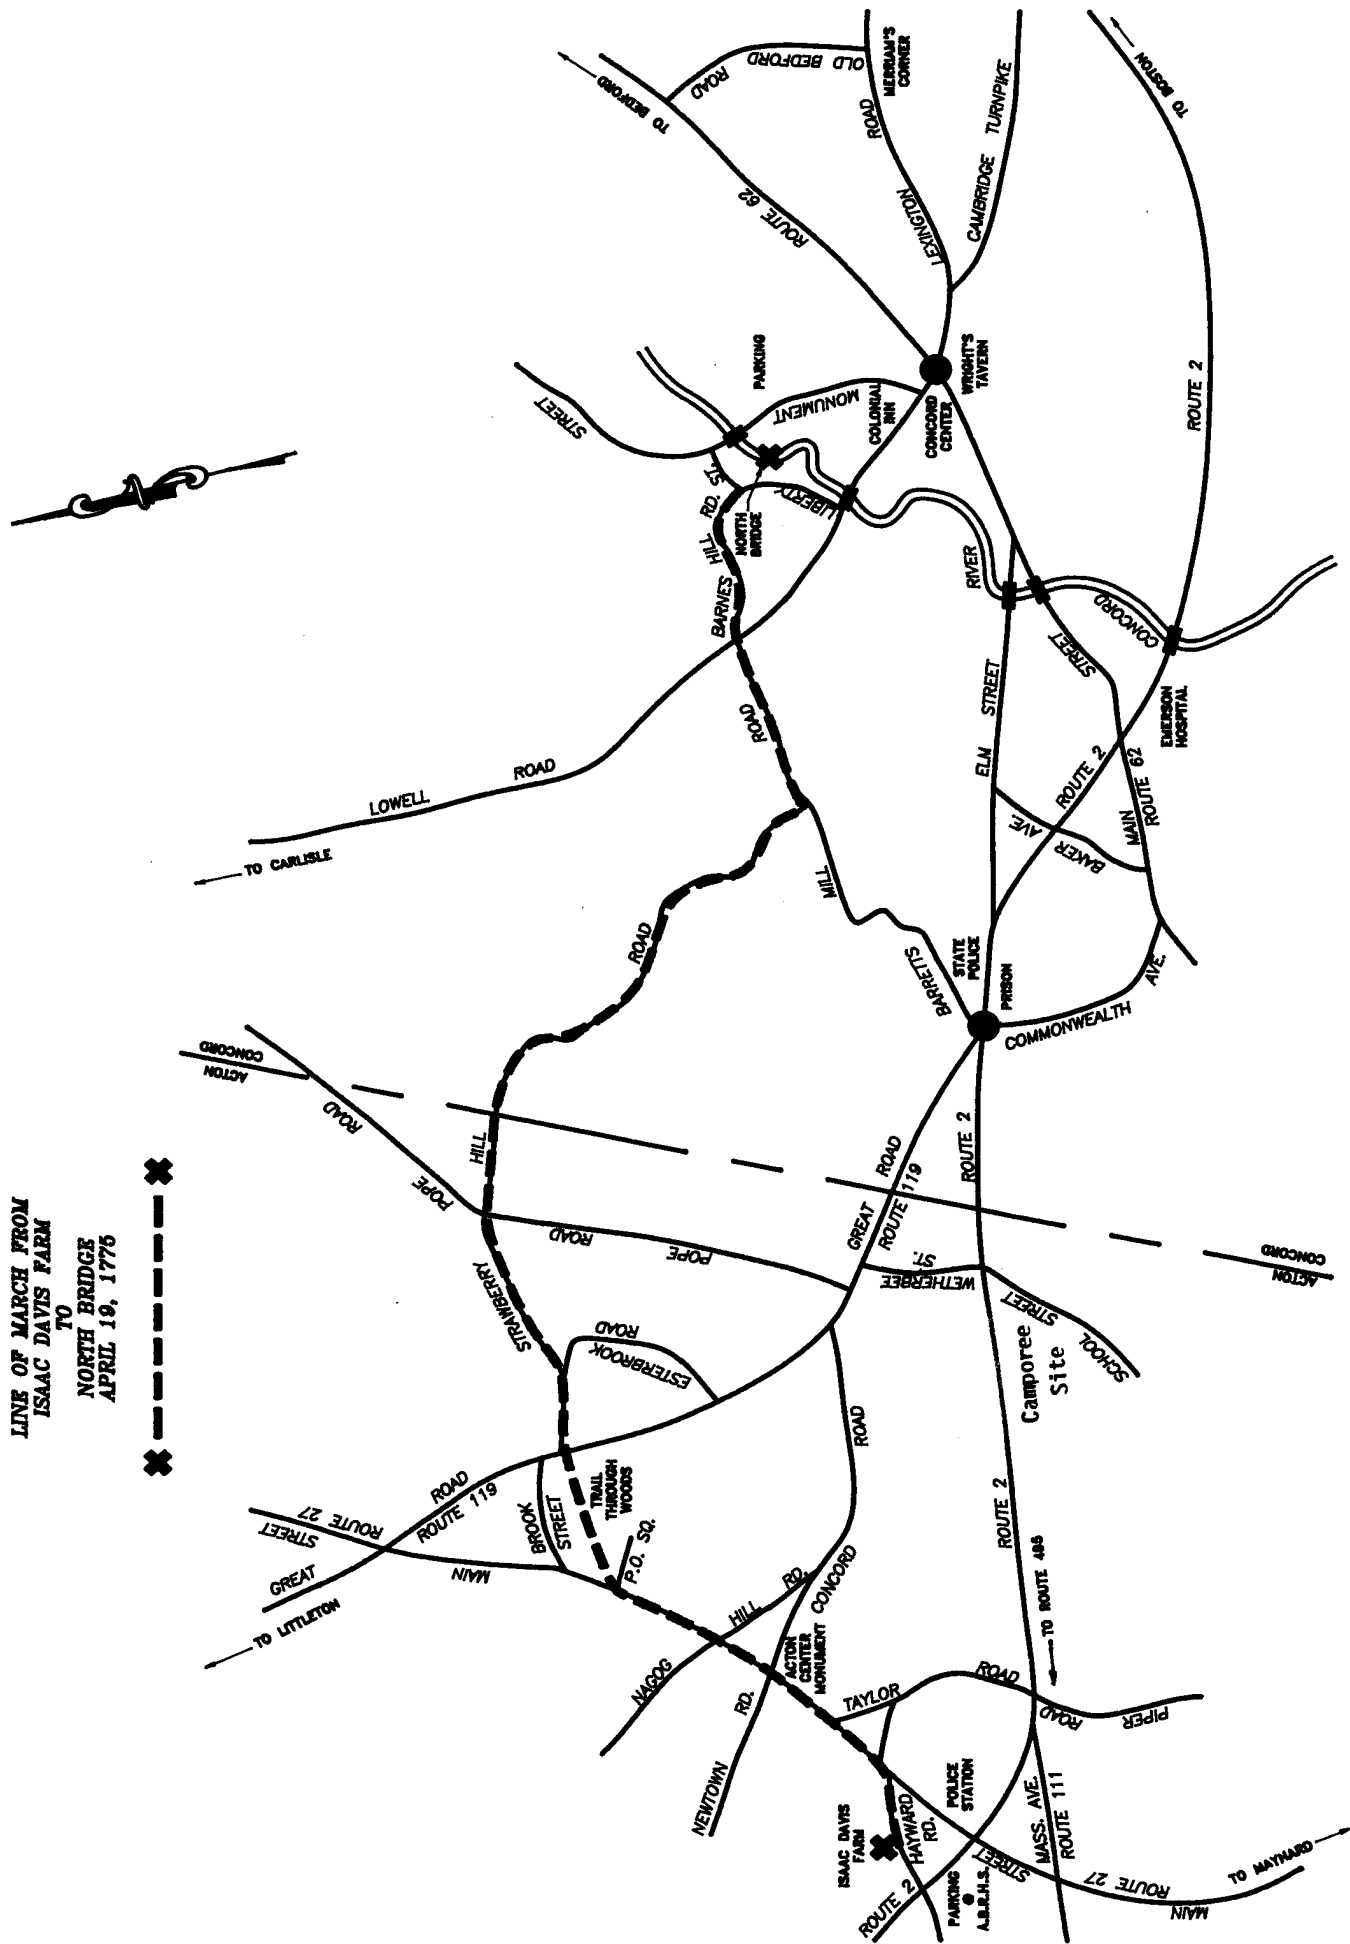 LINE OF MARCH FROM
ISAAC DAVIS FARM
TO
NORTH BRIDGE
APRIL 19, 1775
TO LITTLETON
GREAT
ROAD
ROUTE 119
STREET
ROUTE 27
MAIN
BROOK
STREET
TRAIL
THROUGH
WOODS
P.O. SQ.
NAGOG
HILL
RD.
NEWTOWN
RD.
ACTON
CENTER
MONUMENT
CONCORD
ROAD
TAYLOR
ROAD
ROAD
PIPER
ISAAC DAVIS
FARM
HAYWARD
RD.
POLICE
STATION
ROUTE 2
PARKING
@
A.B.R.H.S.
STREET
ROUTE 27
MAIN
MASS. AVE.
ROUTE 111
TO MAYNARD
TO ROUTE 495
ROUTE 2
Camporee
Site
SCHOOL
STREET
WETHERBEE
ST.
ESTERBROOK
ROAD
STRAWBERRY
HILL
ROAD
POPE
ROAD
POPE
ROAD
ACTON
CONCORD
ACTON
CONCORD
GREAT
ROAD
ROUTE 119
ROUTE 2
COMMONWEALTH
AVE.
PRISON
STATE
POLICE
BARRETTS
MILL
ROAD
TO CARLISLE
LOWELL
ROAD
ELM
STREET
BAKER
AVE.
ROUTE 2
MAIN
ROUTE 62
STREET
EMERSON
HOSPITAL
CONCORD
RIVER
BARNES
HILL
RD.
NORTH
BRIDGE
LIBERTY
ST.
MONUMENT
STREET
PARKING
COLONIAL
INN
CONCORD
CENTER
WRIGHT'S
TAVERN
ROUTE 2
ROUTE 62
TO BEDFORD
OLD BEDFORD
ROAD
LEXINGTON
ROAD
MERRIAM'S
CORNER
CAMBRIDGE TURNPIKE
TO BOSTON